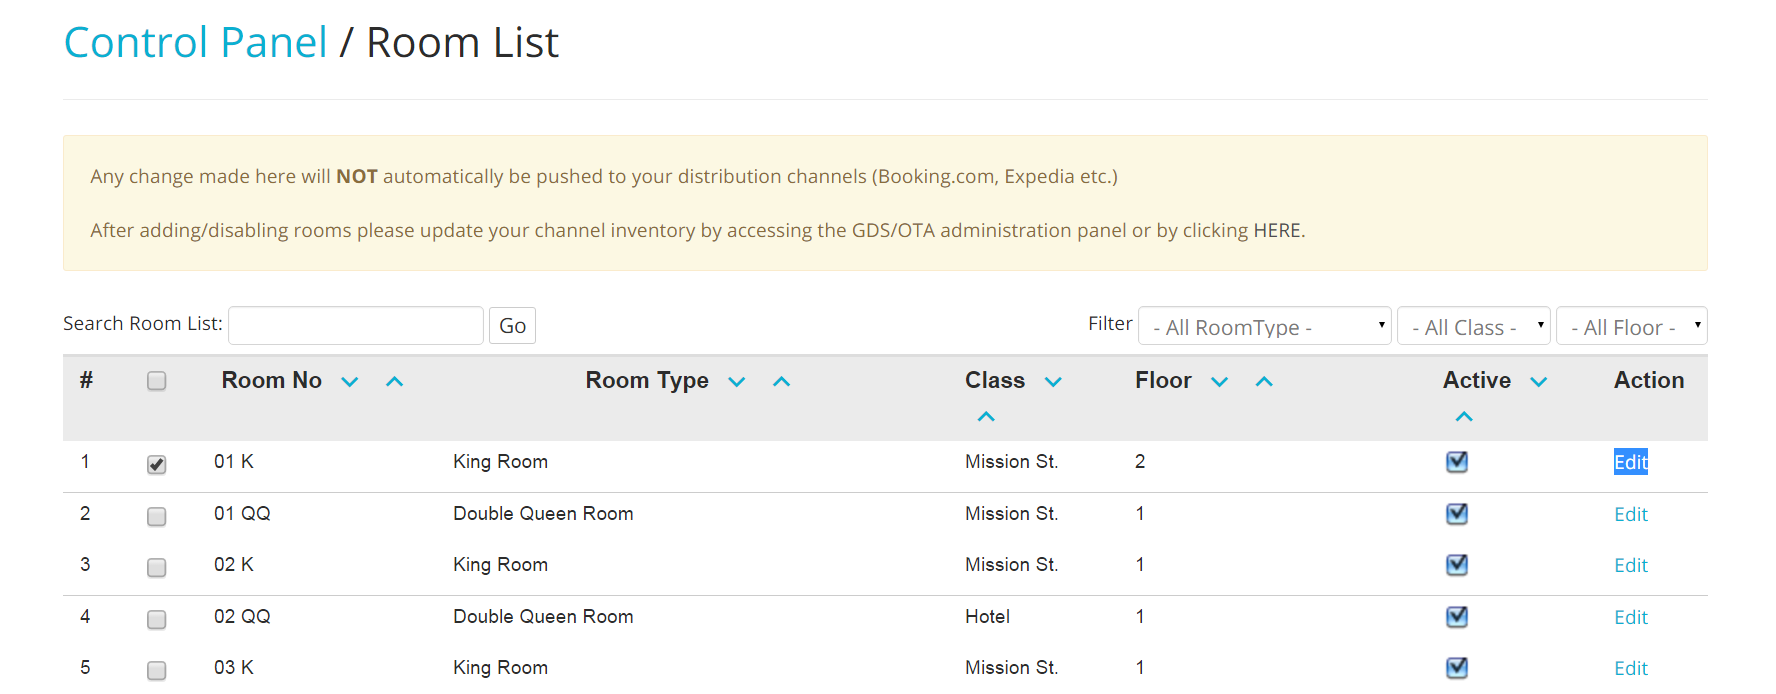 Control Panel / Room List
Any change made here will NOT automatically be pushed to your distribution channels (Booking.com, Expedia etc.)
After adding/disabling rooms please update your channel inventory by accessing the GDS/OTA administration panel or by clicking HERE.
Search Room List: Go Filter - All RoomType - - All Class - - All Floor -
# Room No Room Type Class Floor Active Action
1 01 K King Room Mission St. 2 Edit
2 01 QQ Double Queen Room Mission St. 1 Edit
3 02 K King Room Mission St. 1 Edit
4 02 QQ Double Queen Room Hotel 1 Edit
5 03 K King Room Mission St. 1 Edit